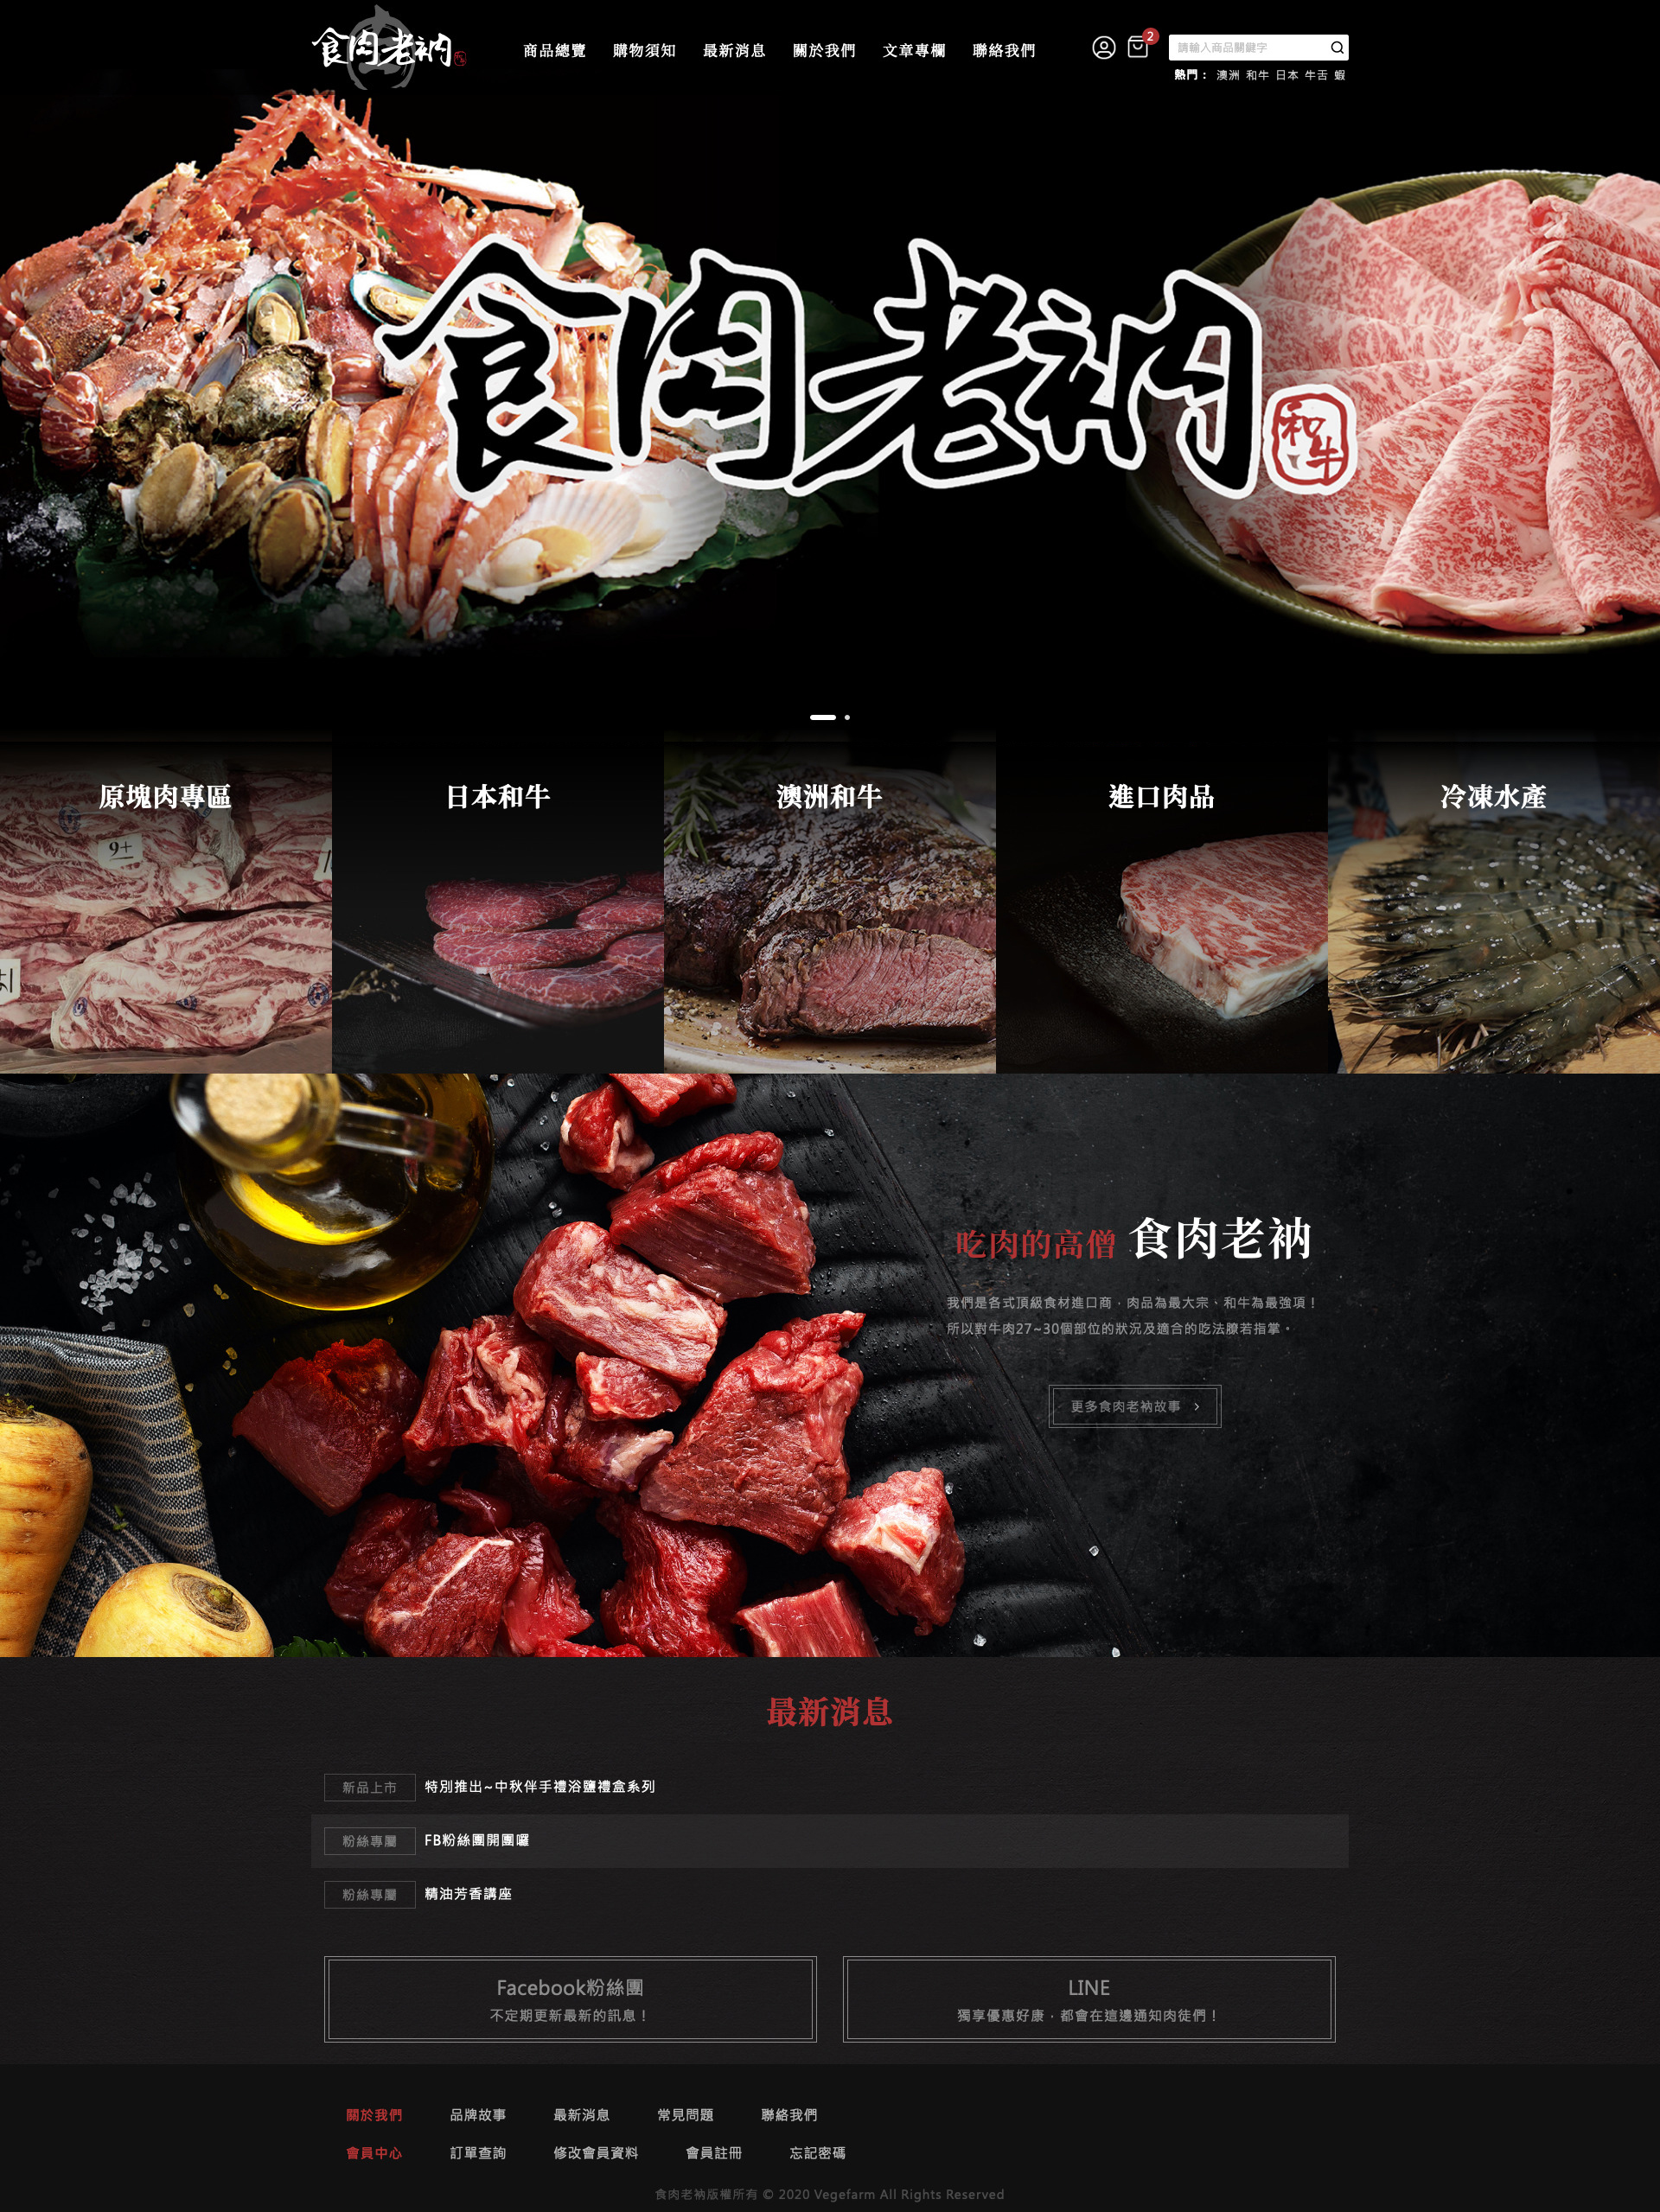 食肉老衲 和牛
商品總覽 購物須知 最新消息 關於我們 文章專欄 聯絡我們
2
請輸入商品關鍵字
熱門： 澳洲 和牛 日本 牛舌 蝦
食肉老衲
和牛
原塊肉專區 日本和牛 澳洲和牛 進口肉品 冷凍水產
9+
吃肉的高僧 食肉老衲
我們是各式頂級食材進口商，肉品為最大宗、和牛為最強項！
所以對牛肉27~30個部位的狀況及適合的吃法瞭若指掌。
更多食肉老衲故事 >
最新消息
新品上市 特別推出~中秋伴手禮浴鹽禮盒系列
粉絲專屬 FB粉絲團開團囉
粉絲專屬 精油芳香講座
Facebook粉絲團
不定期更新最新的訊息！
LINE
獨享優惠好康，都會在這邊通知肉徒們！
關於我們 品牌故事 最新消息 常見問題 聯絡我們
會員中心 訂單查詢 修改會員資料 會員註冊 忘記密碼
食肉老衲版權所有 © 2020 Vegefarm All Rights Reserved